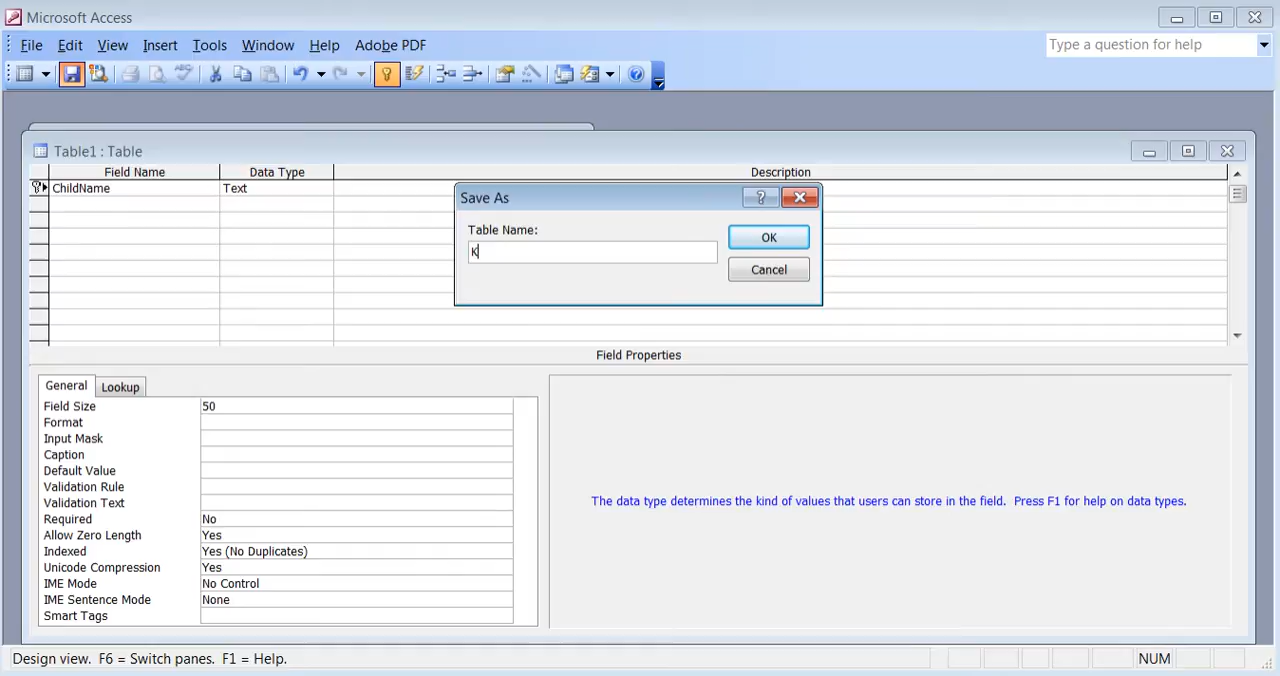 Microsoft Access
File Edit View Insert Tools Window Help Adobe PDF
Type a question for help
Table1 : Table
Field Name Data Type Description
ChildName Text
Save As
Table Name:
K
OK
Cancel
Field Properties
General Lookup
Field Size 50
Format
Input Mask
Caption
Default Value
Validation Rule
Validation Text
Required No
Allow Zero Length Yes
Indexed Yes (No Duplicates)
Unicode Compression Yes
IME Mode No Control
IME Sentence Mode None
Smart Tags
The data type determines the kind of values that users can store in the field. Press F1 for help on data types.
Design view. F6 = Switch panes. F1 = Help.
NUM